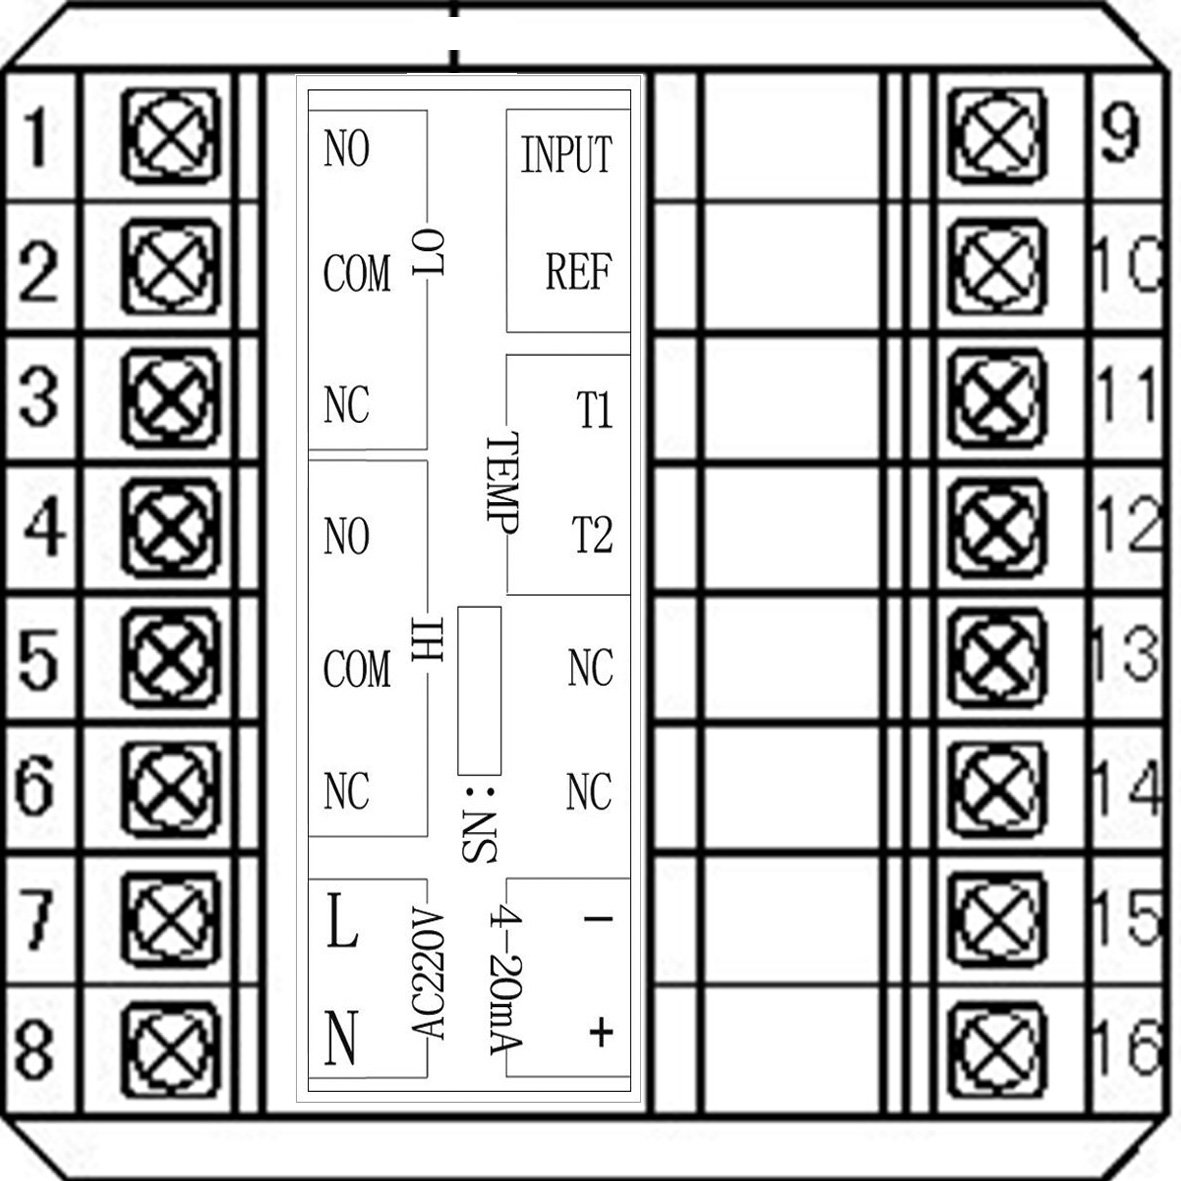 1
2
3
4
5
6
7
8
NO
COM
NC
LO
NO
COM
NC
HI
L
N
AC220V
INPUT
REF
T1
T2
TEMP
NC
NC
SN:
－
+
4-20mA
9
10
11
12
13
14
15
16